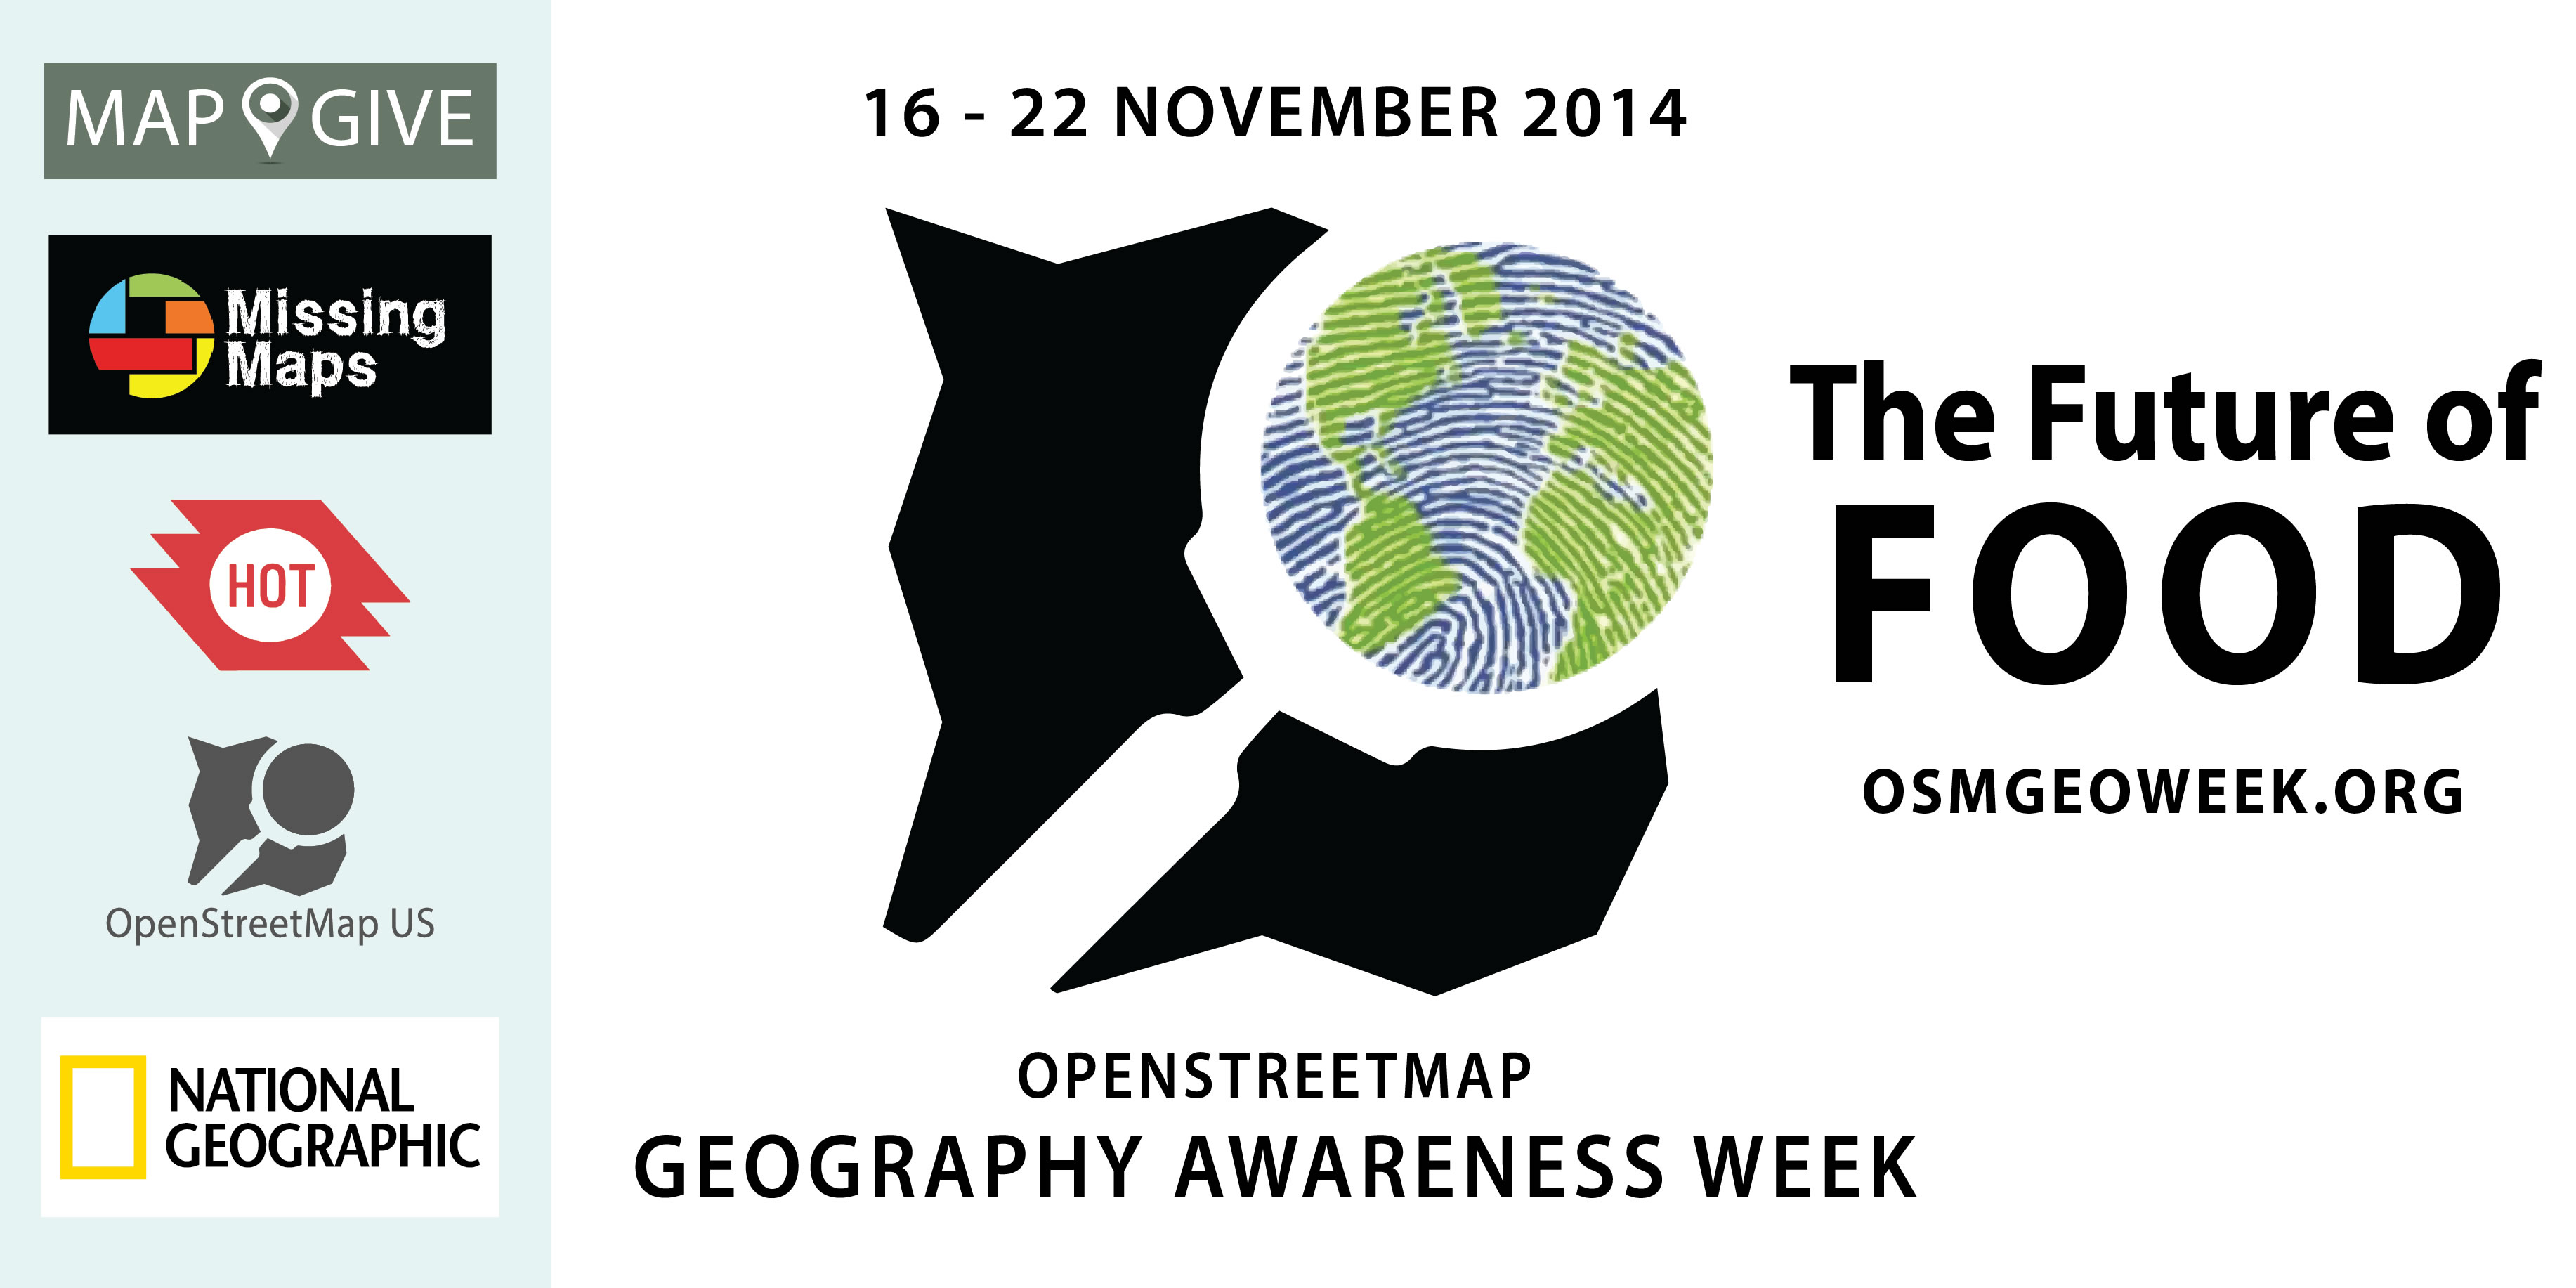 MAP GIVE
Missing
Maps
HOT
OpenStreetMap US
NATIONAL
GEOGRAPHIC
16 - 22 NOVEMBER 2014
The Future of
FOOD
OSMGEOWEEK.ORG
OPENSTREETMAP
GEOGRAPHY AWARENESS WEEK